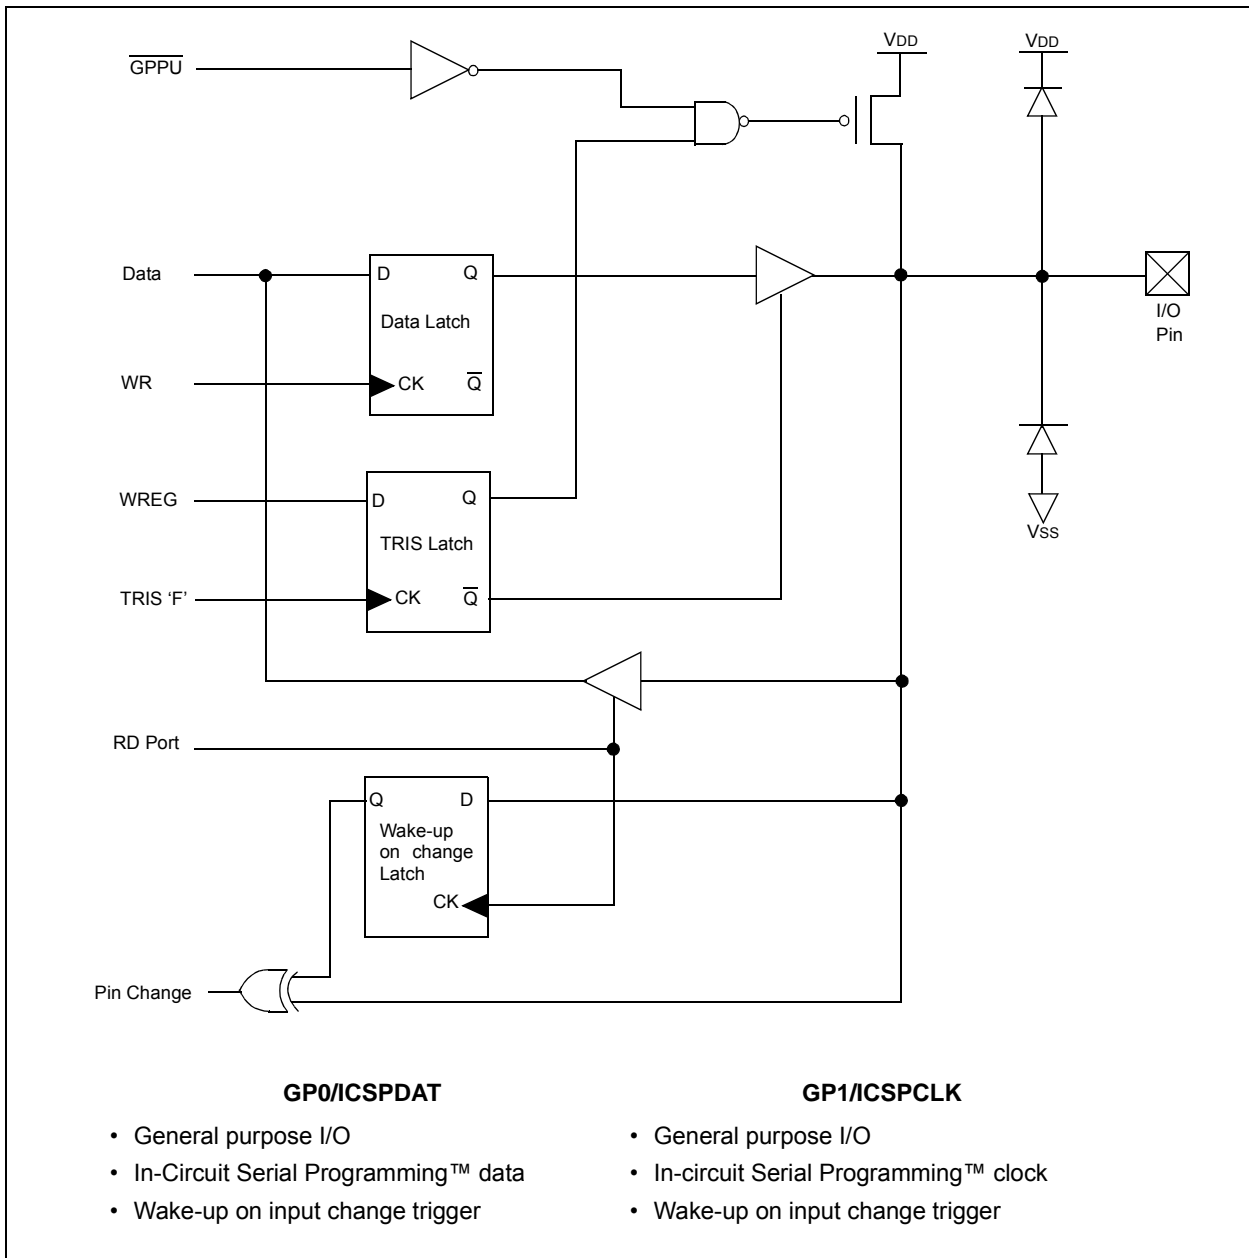 VDD
VDD
GPPU
Data
D
Q
Data Latch
I/O
Pin
WR
CK
Q
WREG
D
Q
TRIS Latch
VSS
TRIS ‘F’
CK
Q
RD Port
Q
D
Wake-up
on change
Latch
CK
Pin Change
GP0/ICSPDAT
• General purpose I/O
• In-Circuit Serial Programming™ data
• Wake-up on input change trigger
GP1/ICSPCLK
• General purpose I/O
• In-circuit Serial Programming™ clock
• Wake-up on input change trigger